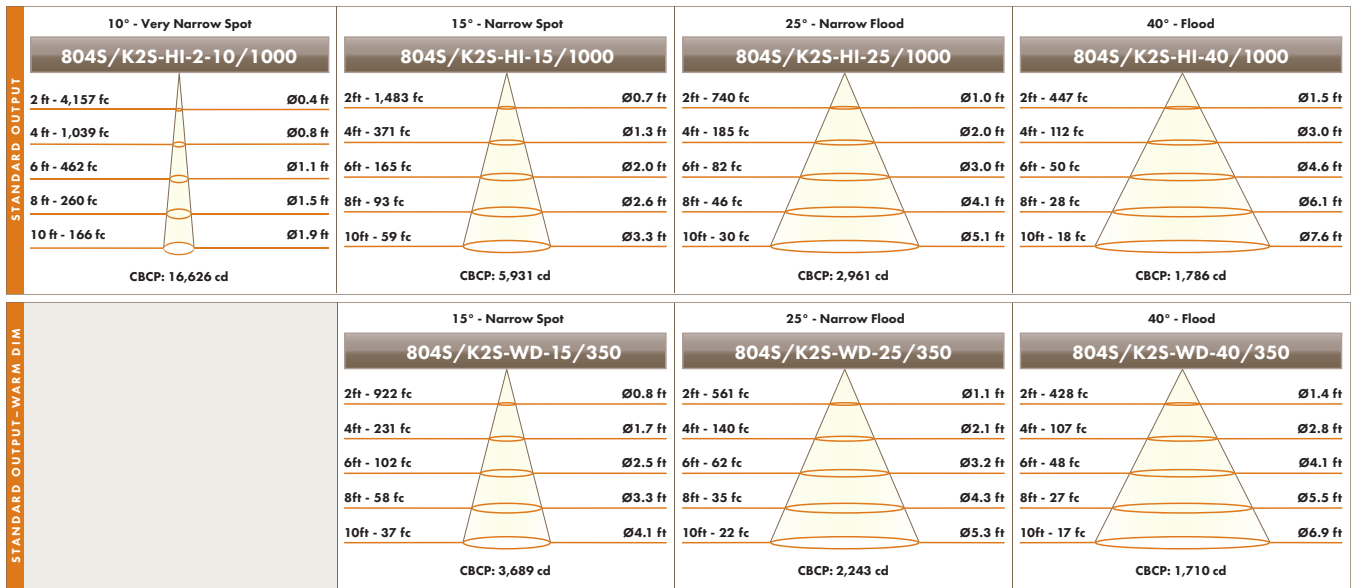 STANDARD OUTPUT
10° - Very Narrow Spot
804S/K2S-HI-2-10/1000
2 ft - 4,157 fc Ø0.4 ft
4 ft - 1,039 fc Ø0.8 ft
6 ft - 462 fc Ø1.1 ft
8 ft - 260 fc Ø1.5 ft
10 ft - 166 fc Ø1.9 ft
CBCP: 16,626 cd
15° - Narrow Spot
804S/K2S-HI-15/1000
2ft - 1,483 fc Ø0.7 ft
4ft - 371 fc Ø1.3 ft
6ft - 165 fc Ø2.0 ft
8ft - 93 fc Ø2.6 ft
10ft - 59 fc Ø3.3 ft
CBCP: 5,931 cd
25° - Narrow Flood
804S/K2S-HI-25/1000
2ft - 740 fc Ø1.0 ft
4ft - 185 fc Ø2.0 ft
6ft - 82 fc Ø3.0 ft
8ft - 46 fc Ø4.1 ft
10ft - 30 fc Ø5.1 ft
CBCP: 2,961 cd
40° - Flood
804S/K2S-HI-40/1000
2ft - 447 fc Ø1.5 ft
4ft - 112 fc Ø3.0 ft
6ft - 50 fc Ø4.6 ft
8ft - 28 fc Ø6.1 ft
10ft - 18 fc Ø7.6 ft
CBCP: 1,786 cd
STANDARD OUTPUT–WARM DIM
15° - Narrow Spot
804S/K2S-WD-15/350
2ft - 922 fc Ø0.8 ft
4ft - 231 fc Ø1.7 ft
6ft - 102 fc Ø2.5 ft
8ft - 58 fc Ø3.3 ft
10ft - 37 fc Ø4.1 ft
CBCP: 3,689 cd
25° - Narrow Flood
804S/K2S-WD-25/350
2ft - 561 fc Ø1.1 ft
4ft - 140 fc Ø2.1 ft
6ft - 62 fc Ø3.2 ft
8ft - 35 fc Ø4.3 ft
10ft - 22 fc Ø5.3 ft
CBCP: 2,243 cd
40° - Flood
804S/K2S-WD-40/350
2ft - 428 fc Ø1.4 ft
4ft - 107 fc Ø2.8 ft
6ft - 48 fc Ø4.1 ft
8ft - 27 fc Ø5.5 ft
10ft - 17 fc Ø6.9 ft
CBCP: 1,710 cd